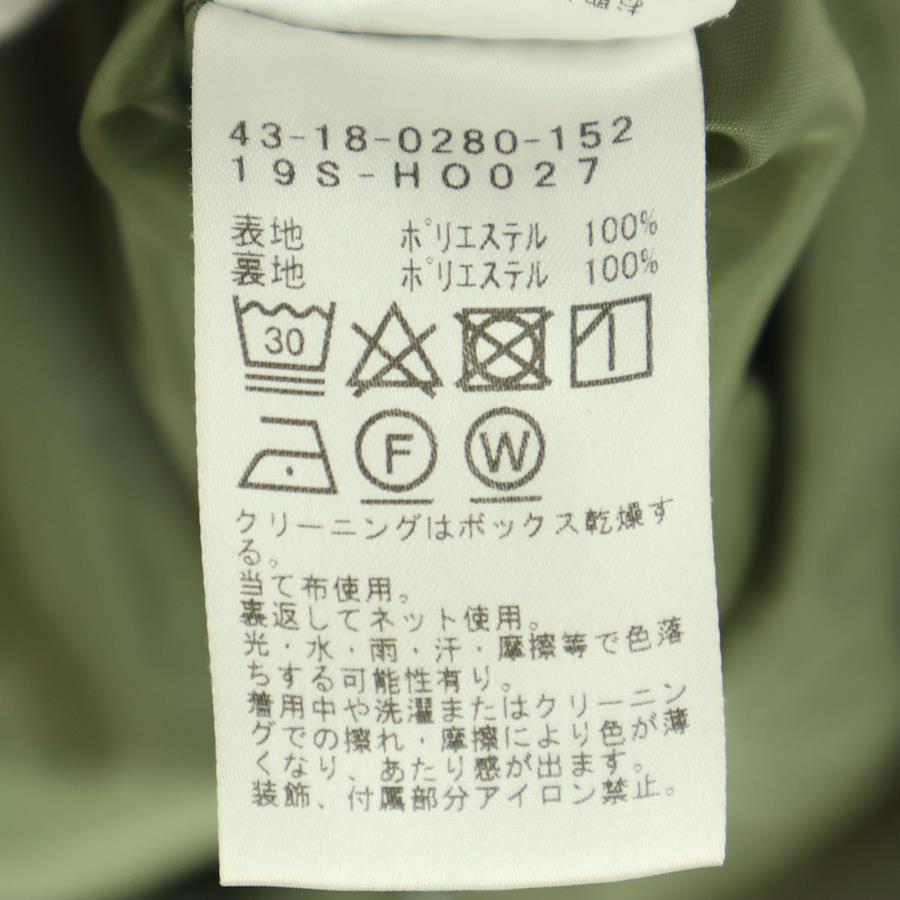 43-18-0280-152
19S-HO027
表地 ポリエステル 100%
裏地 ポリエステル 100%
30
F W
クリーニングはボックス乾燥す
る。
当て布使用。
裏返してネット使用。
光・水・雨・汗・摩擦等で色落
ちする可能性有り。
着用中や洗濯またはクリーニン
グでの擦れ・摩擦により色が薄
くなり、あたり感が出ます。
装飾、付属部分アイロン禁止。